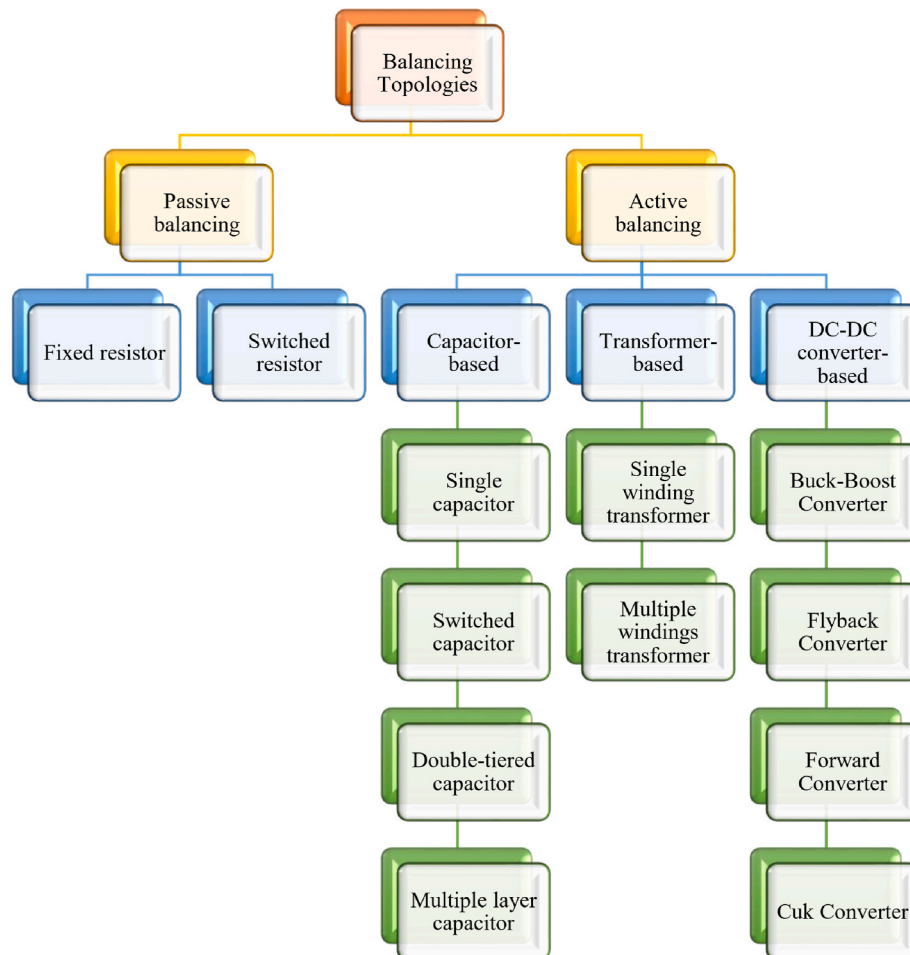 Balancing
Topologies
Passive
balancing
Active
balancing
Fixed resistor
Switched
resistor
Capacitor-
based
Transformer-
based
DC-DC
converter-
based
Single
capacitor
Single
winding
transformer
Buck-Boost
Converter
Switched
capacitor
Multiple
windings
transformer
Flyback
Converter
Double-tiered
capacitor
Forward
Converter
Multiple layer
capacitor
Cuk Converter